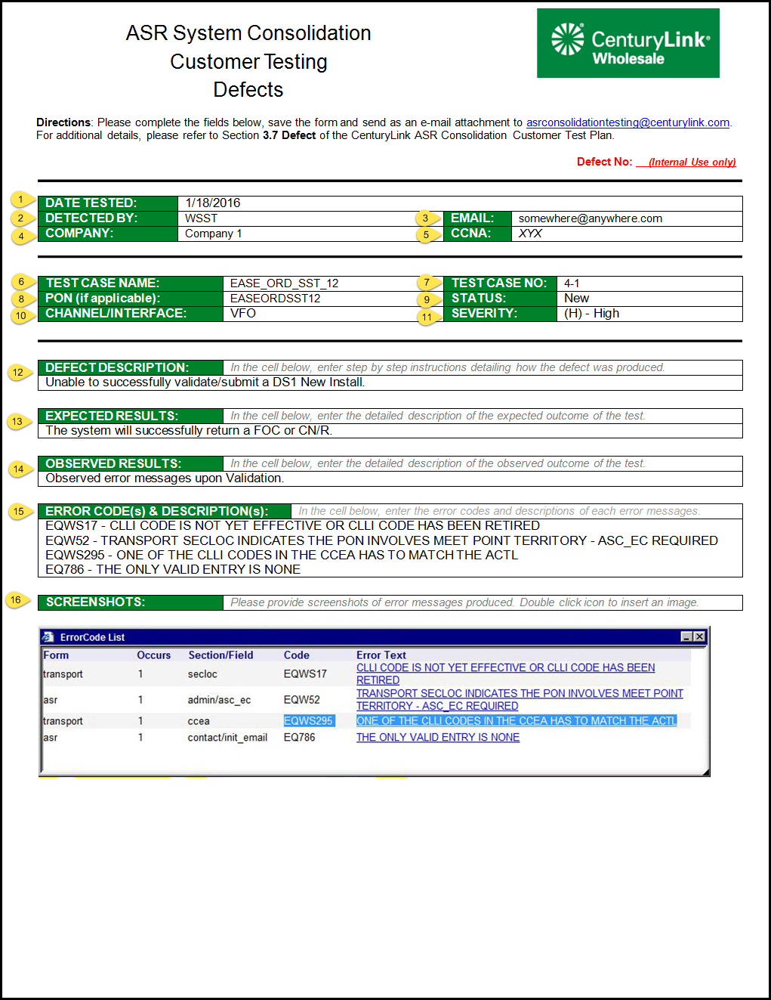 ASR System Consolidation
Customer Testing
Defects
CenturyLink®
Wholesale
Directions: Please complete the fields below, save the form and send as an e-mail attachment to asrconsolidationtesting@centurylink.com.
For additional details, please refer to Section 3.7 Defect of the CenturyLink ASR Consolidation Customer Test Plan.
Defect No: __ (Internal Use only)
1 DATE TESTED: 1/18/2016
2 DETECTED BY: WSST 3 EMAIL: somewhere@anywhere.com
4 COMPANY: Company 1 5 CCNA: XYX
6 TEST CASE NAME: EASE_ORD_SST_12 7 TEST CASE NO: 4-1
8 PON (if applicable): EASEORDSST12 9 STATUS: New
10 CHANNEL/INTERFACE: VFO 11 SEVERITY: (H) - High
12 DEFECT DESCRIPTION: In the cell below, enter step by step instructions detailing how the defect was produced.
Unable to successfully validate/submit a DS1 New Install.
13 EXPECTED RESULTS: In the cell below, enter the detailed description of the expected outcome of the test.
The system will successfully return a FOC or CN/R.
14 OBSERVED RESULTS: In the cell below, enter the detailed description of the observed outcome of the test.
Observed error messages upon Validation.
15 ERROR CODE(s) & DESCRIPTION(s): In the cell below, enter the error codes and descriptions of each error messages.
EQWS17 - CLLI CODE IS NOT YET EFFECTIVE OR CLLI CODE HAS BEEN RETIRED
EQW52 - TRANSPORT SECLOC INDICATES THE PON INVOLVES MEET POINT TERRITORY - ASC_EC REQUIRED
EQWS295 - ONE OF THE CLLI CODES IN THE CCEA HAS TO MATCH THE ACTL
EQ786 - THE ONLY VALID ENTRY IS NONE
16 SCREENSHOTS: Please provide screenshots of error messages produced. Double click icon to insert an image.
ErrorCode List
Form Occurs Section/Field Code Error Text
transport 1 secloc EQWS17 CLLI CODE IS NOT YET EFFECTIVE OR CLLI CODE HAS BEEN
RETIRED
asr 1 admin/asc_ec EQW52 TRANSPORT SECLOC INDICATES THE PON INVOLVES MEET POINT
TERRITORY - ASC_EC REQUIRED
transport 1 ccea EQWS295 ONE OF THE CLLI CODES IN THE CCEA HAS TO MATCH THE ACTL
asr 1 contact/init_email EQ786 THE ONLY VALID ENTRY IS NONE